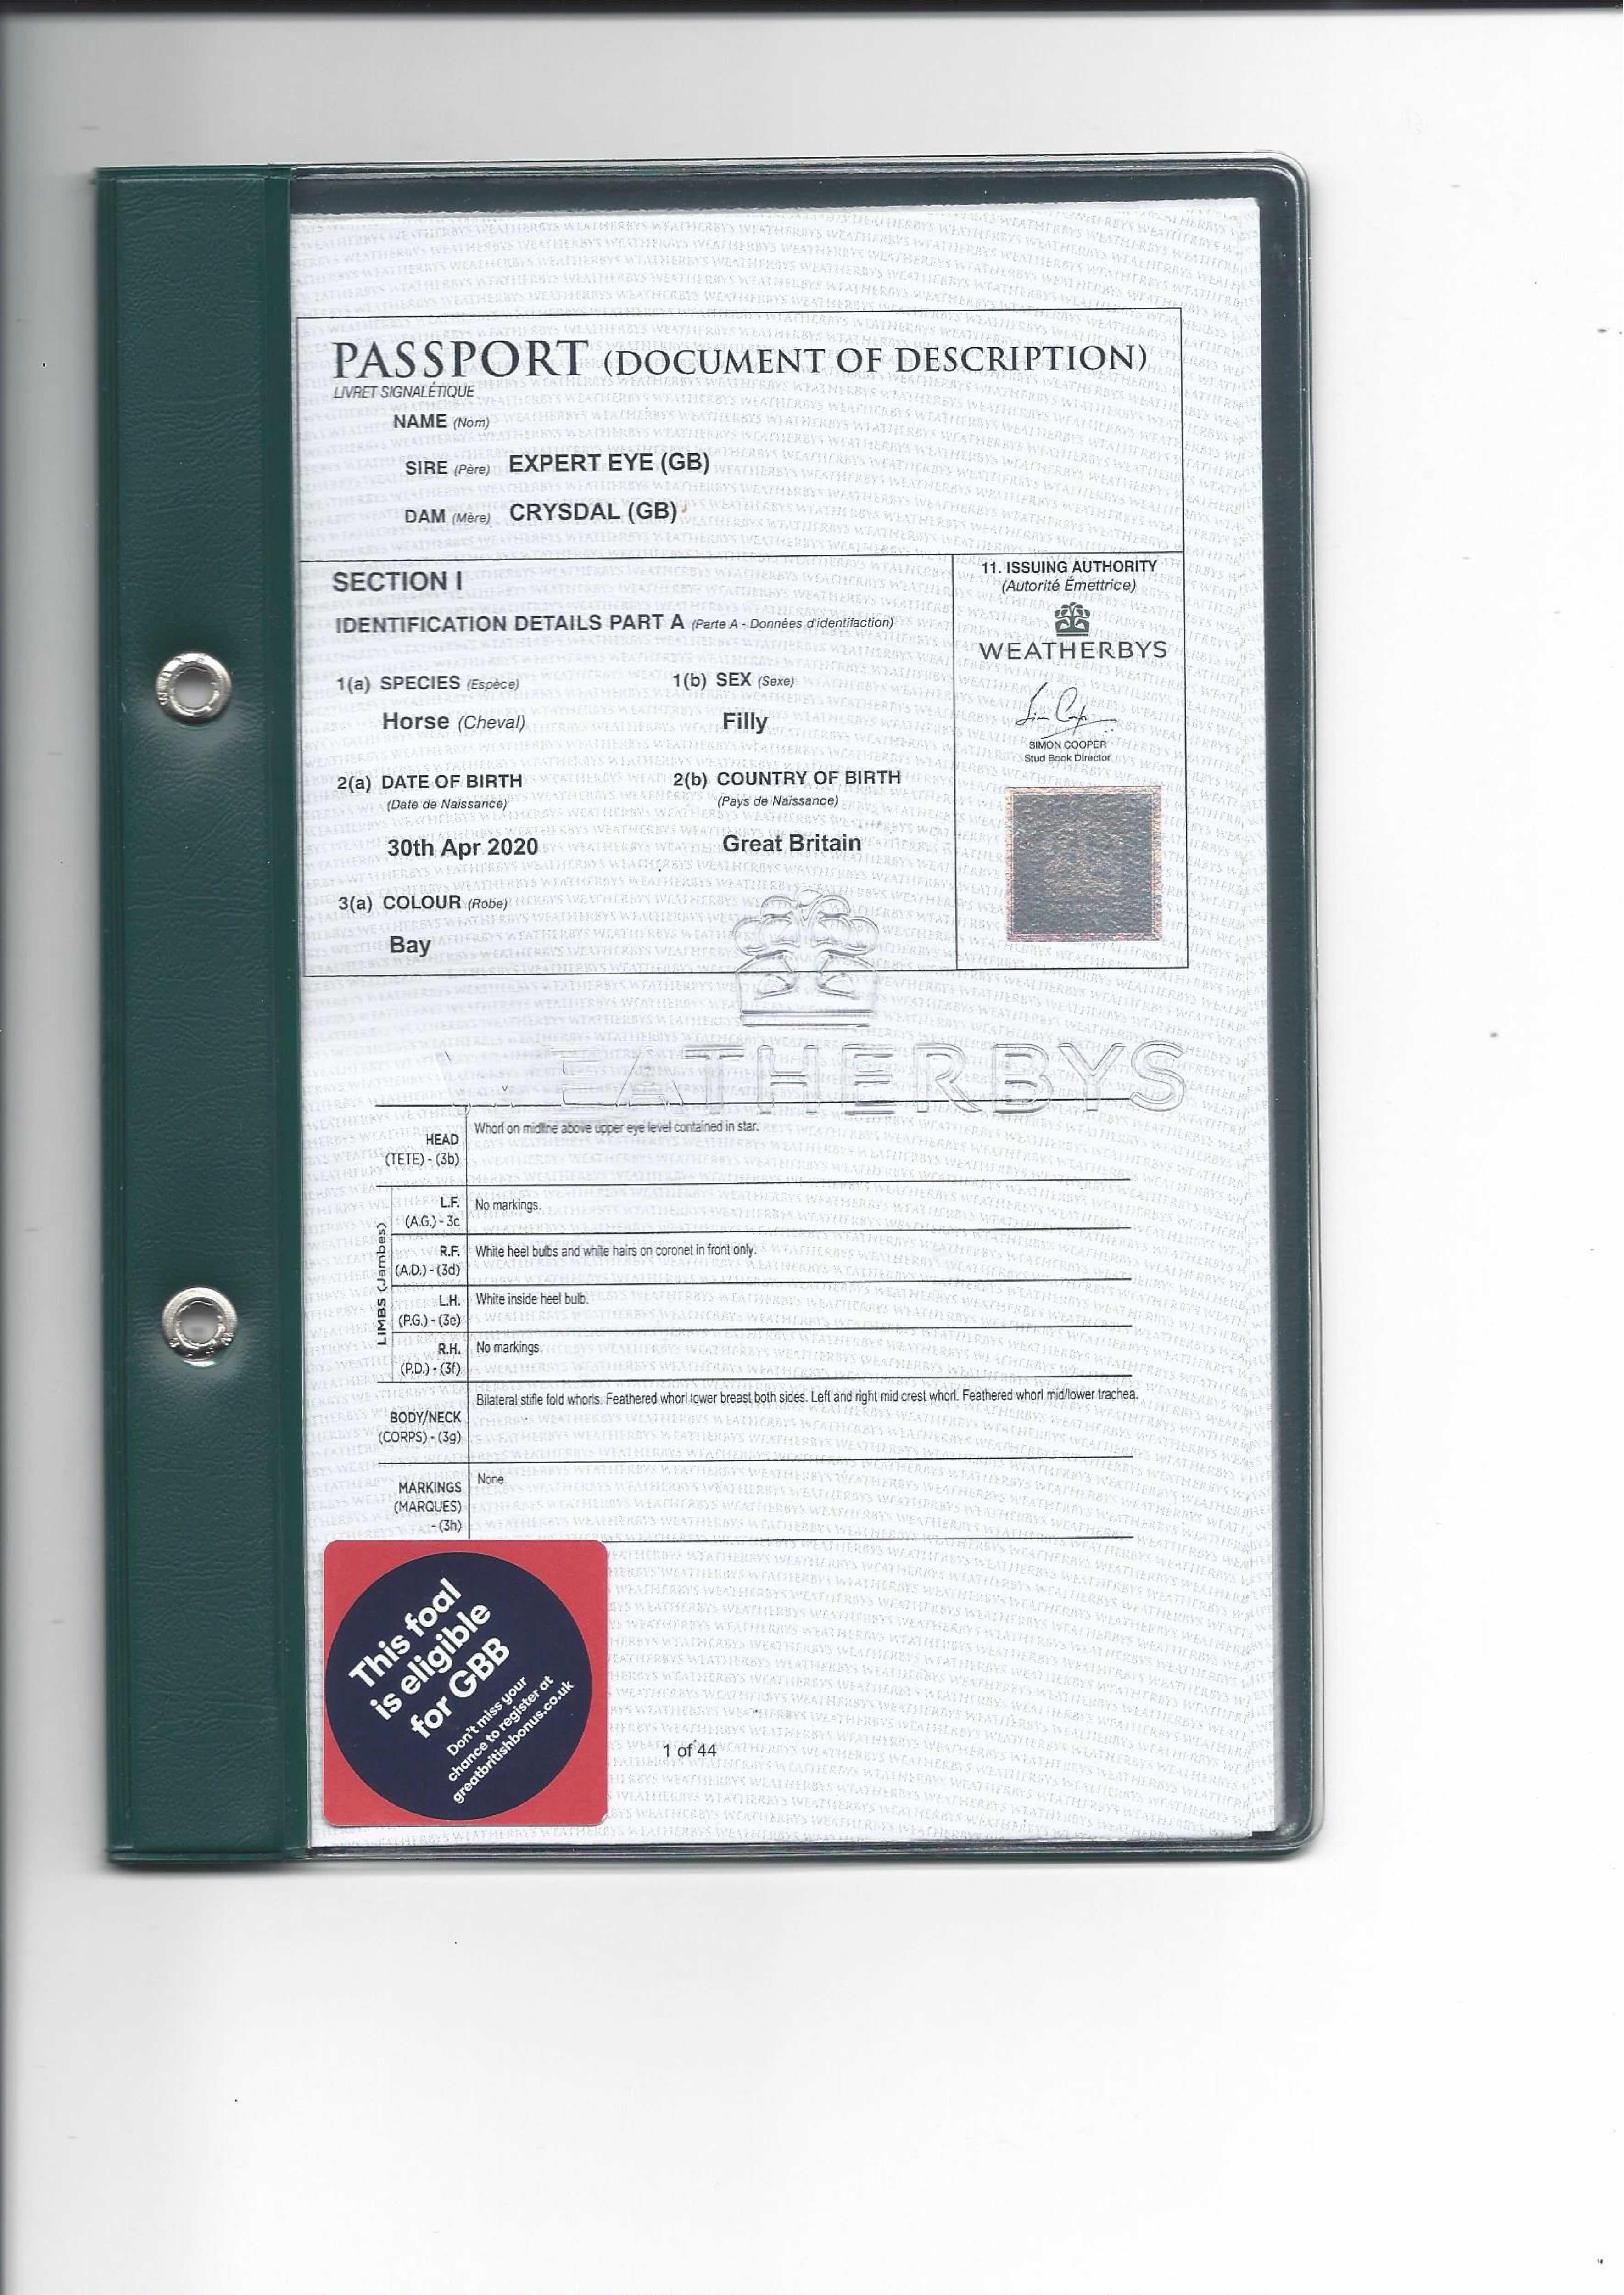 PASSPORT (DOCUMENT OF DESCRIPTION)
LIVRET SIGNALÉTIQUE
NAME (Nom)
SIRE (Père) EXPERT EYE (GB)
DAM (Mère) CRYSDAL (GB)
SECTION I
IDENTIFICATION DETAILS PART A (Parte A - Données d'identifaction)
1(a) SPECIES (Espèce)
1(b) SEX (Sexe)
Horse (Cheval)
Filly
2(a) DATE OF BIRTH
(Date de Naissance)
2(b) COUNTRY OF BIRTH
(Pays de Naissance)
30th Apr 2020
Great Britain
3(a) COLOUR (Robe)
Bay
11. ISSUING AUTHORITY
(Autorité Émettrice)
WEATHERBYS
SIMON COOPER
Stud Book Director
EATHERBYS
HEAD
(TETE) - (3b)
Whorl on midline above upper eye level contained in star.
LIMBS (Jambes)
L.F.
(A.G.) - 3c
No markings.
R.F.
(A.D.) - (3d)
White heel bulbs and white hairs on coronet in front only.
L.H.
(P.G.) - (3e)
White inside heel bulb.
R.H.
(P.D.) - (3f)
No markings.
BODY/NECK
(CORPS) - (3g)
Bilateral stifle fold whorls. Feathered whorl lower breast both sides. Left and right mid crest whorl. Feathered whorl mid/lower trachea.
MARKINGS
(MARQUES)
- (3h)
None.
This foal
is eligible
for GBB
Don't miss your
chance to register at
greatbritishbonus.co.uk
1 of 44